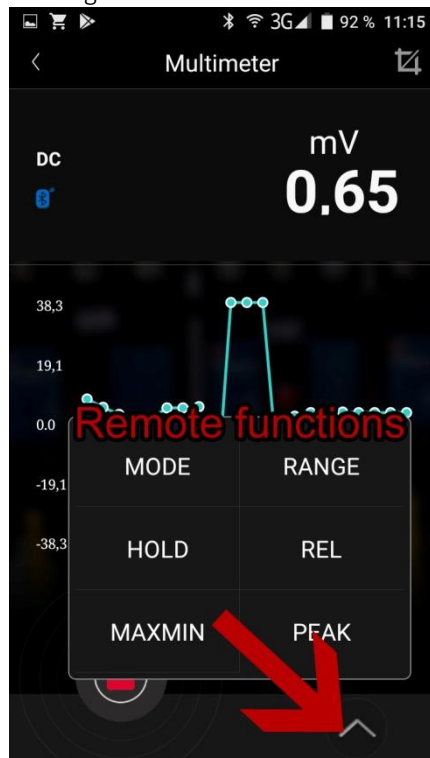 3G 92 % 11:15
Multimeter
DC
mV
0.65
38,3
19,1
0.0
-19,1
-38,3
Remote functions
MODE RANGE
HOLD REL
MAXMIN PEAK